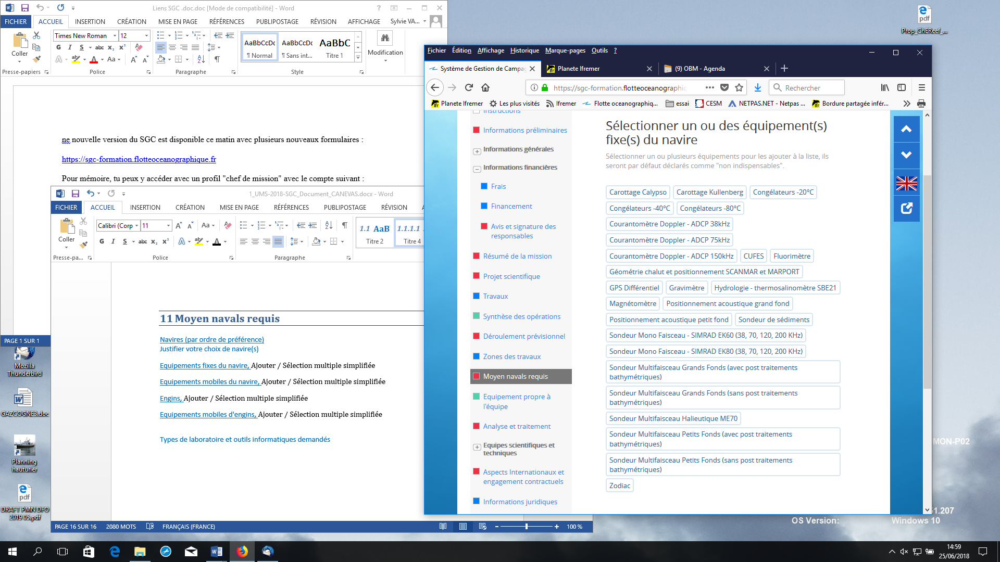 Liens SGC .doc.doc [Mode de compatibilité] - Word
FICHIER ACCUEIL INSERTION CRÉATION MISE EN PAGE RÉFÉRENCES PUBLIPOSTAGE RÉVISION AFFICHAGE Sylvie VA...
Times New Roman 12
Coller
G I S abc x₂ x²
AaBbCcDc AaBbCcDc AaBbC
¶ Normal ¶ Sans int... Titre 1
Modification
Presse-papiers Police Paragraphe Style
ne nouvelle version du SGC est disponible ce matin avec plusieurs nouveaux formulaires :
https://sgc-formation.flotteoceanographique.fr
Pour mémoire, tu peux y accéder avec un profil "chef de mission" avec le compte suivant :
PAGE 1 SUR 1
1_UMS-2018-SGC_Document_CANEVAS.docx - Word
FICHIER ACCUEIL INSERTION CRÉATION MISE EN PAGE RÉFÉRENCES PUBLIPOSTAGE RÉVISION
Calibri (Corp 11
Coller
G I S abc x₂ x²
1.1 AaB 1.1.1.1
Titre 2 Titre 4
Presse-pa... Police Paragraphe
11 Moyen navals requis
Navires (par ordre de préférence)
Justifier votre choix de navire(s)
Equipements fixes du navire, Ajouter / Sélection multiple simplifiée
Equipements mobiles du navire, Ajouter / Sélection multiple simplifiée
Engins, Ajouter / Sélection multiple simplifiée
Equipements mobiles d'engins, Ajouter / Sélection multiple simplifiée
Types de laboratoire et outils informatiques demandés
PAGE 16 SUR 16 2080 MOTS FRANÇAIS (FRANCE) 100 %
Mozilla
Thunderbird
GAZCOGNE3.doc
Planning
hauturier
DRAFT PMN DFO
2019 05.pdf
Prop_ChEReef_...
Fichier Édition Affichage Historique Marque-pages Outils ?
Système de Gestion de Campag
Planete Ifremer
(9) OBM - Agenda
https://sgc-formation.flotteoceanographiq
Rechercher
Planete Ifremer Les plus visités Ifremer Flotte oceanographiq... essai CESM NETPAS.NET - Netpas ... Bordure partagée infér...
Instructions
Informations préliminaires
Informations générales
Informations financières
Frais
Financement
Avis et signature des
responsables
Résumé de la mission
Projet scientifique
Travaux
Synthèse des opérations
Déroulement prévisionnel
Zones des travaux
Moyen navals requis
Equipement propre à
l'équipe
Analyse et traitement
Equipes scientifiques et
techniques
Aspects Internationaux et
engagement contractuels
Informations juridiques
Sélectionner un ou des équipement(s)
fixe(s) du navire
Sélectionner un ou plusieurs équipements pour les ajouter à la liste, ils
seront par défaut déclarés comme "non indispensables".
Carottage Calypso Carottage Kullenberg Congélateurs -20°C
Congélateurs -40°C Congélateurs -80°C
Courantomètre Doppler - ADCP 38kHz
Courantomètre Doppler - ADCP 75kHz
Courantomètre Doppler - ADCP 150kHz CUFES Fluorimètre
Géométrie chalut et positionnement SCANMAR et MARPORT
GPS Différentiel Gravimètre Hydrologie - thermosalinomètre SBE21
Magnétomètre Positionnement acoustique grand fond
Positionnement acoustique petit fond Sondeur de sédiments
Sondeur Mono Faisceau - SIMRAD EK60 (38, 70, 120, 200 KHz)
Sondeur Mono Faisceau - SIMRAD EK80 (38, 70, 120, 200 KHz)
Sondeur Multifaisceau Grands Fonds (avec post traitements
bathymétriques)
Sondeur Multifaisceau Grands Fonds (sans post traitements
bathymétriques)
Sondeur Multifaisceau Halieutique ME70
Sondeur Multifaisceau Petits Fonds (avec post traitements
bathymétriques)
Sondeur Multifaisceau Petits Fonds (sans post traitements
bathymétriques)
Zodiac
MON-P02
1.207
OS Version: Windows 10
14:59
25/06/2018